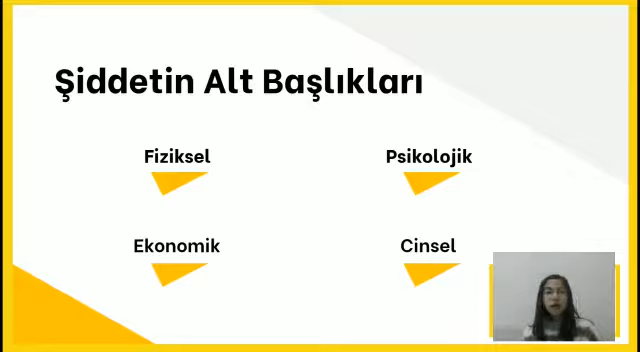 Şiddetin Alt Başlıkları
Fiziksel
Psikolojik
Ekonomik
Cinsel